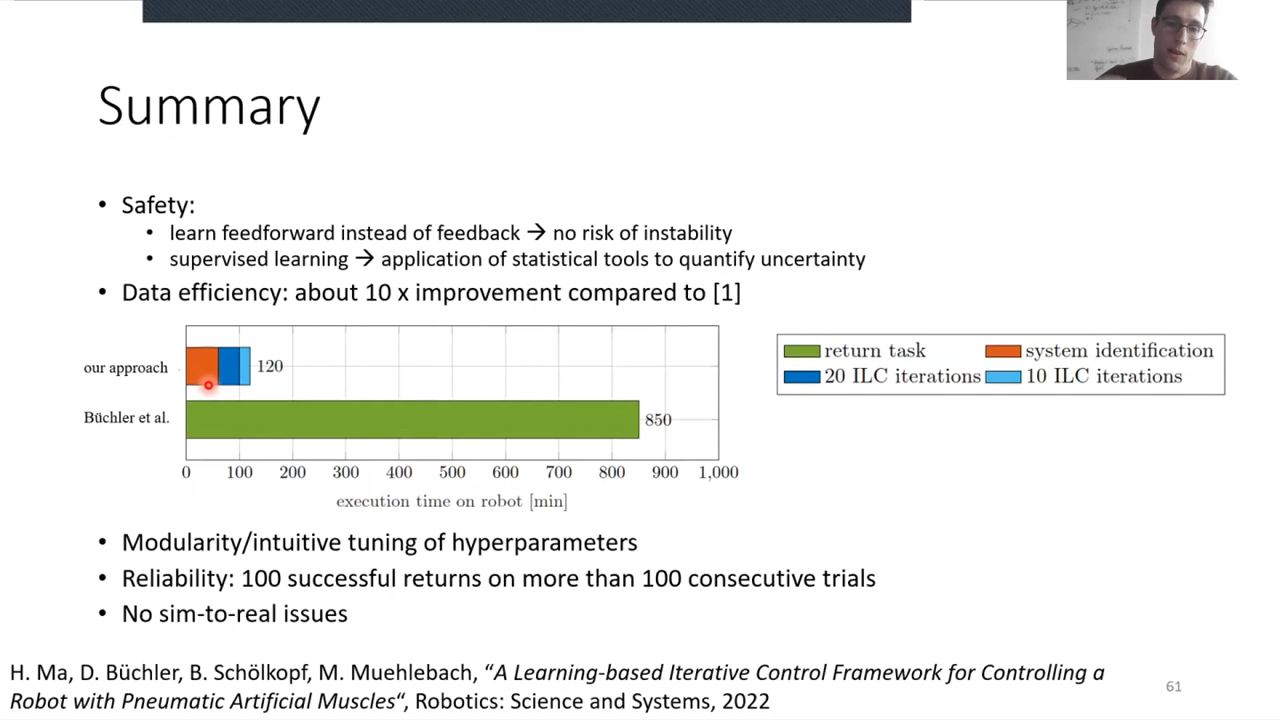 Summary
• Safety:
• learn feedforward instead of feedback → no risk of instability
• supervised learning → application of statistical tools to quantify uncertainty
• Data efficiency: about 10 x improvement compared to [1]
our approach
120
Büchler et al.
850
0 100 200 300 400 500 600 700 800 900 1,000
execution time on robot [min]
return task system identification
20 ILC iterations 10 ILC iterations
• Modularity/intuitive tuning of hyperparameters
• Reliability: 100 successful returns on more than 100 consecutive trials
• No sim-to-real issues
H. Ma, D. Büchler, B. Schölkopf, M. Muehlebach, “A Learning-based Iterative Control Framework for Controlling a
Robot with Pneumatic Artificial Muscles“, Robotics: Science and Systems, 2022
61